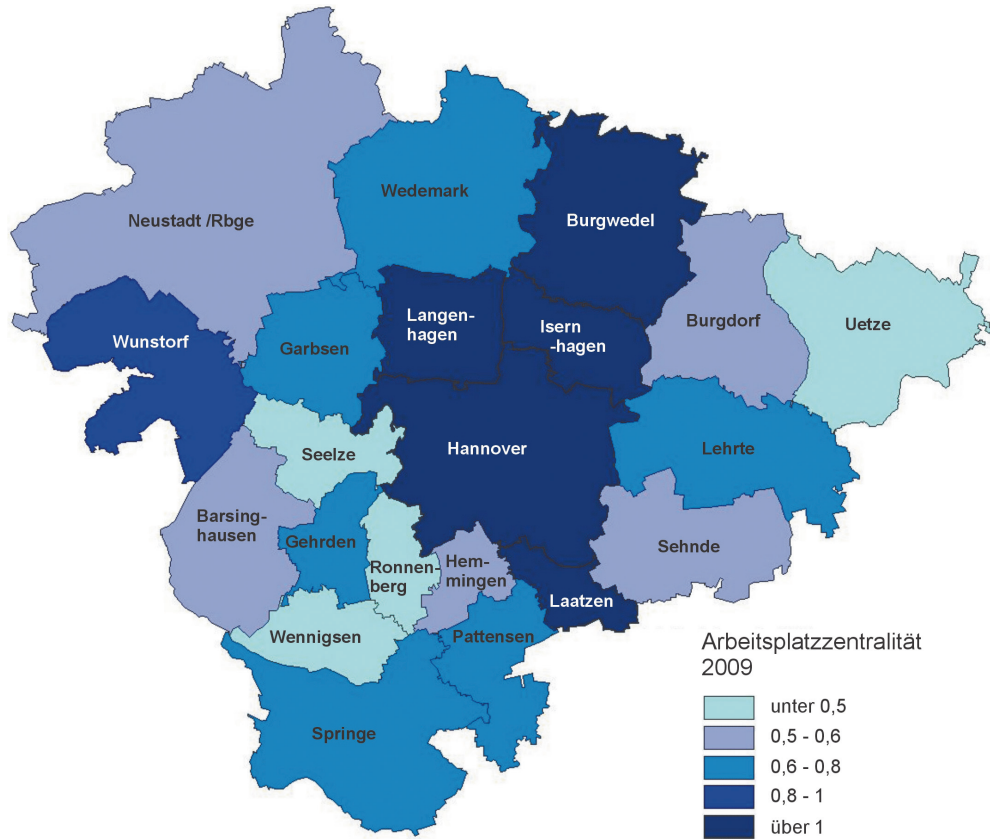 Wedemark
Neustadt /Rbge
Burgwedel
Langen-
hagen
Isern
-hagen
Burgdorf
Uetze
Wunstorf
Garbsen
Hannover
Lehrte
Seelze
Barsing-
hausen
Gehrden
Ronnen-
berg
Hem-
mingen
Sehnde
Laatzen
Wennigsen
Pattensen
Springe
Arbeitsplatzzentralität
2009
unter 0,5
0,5 - 0,6
0,6 - 0,8
0,8 - 1
über 1